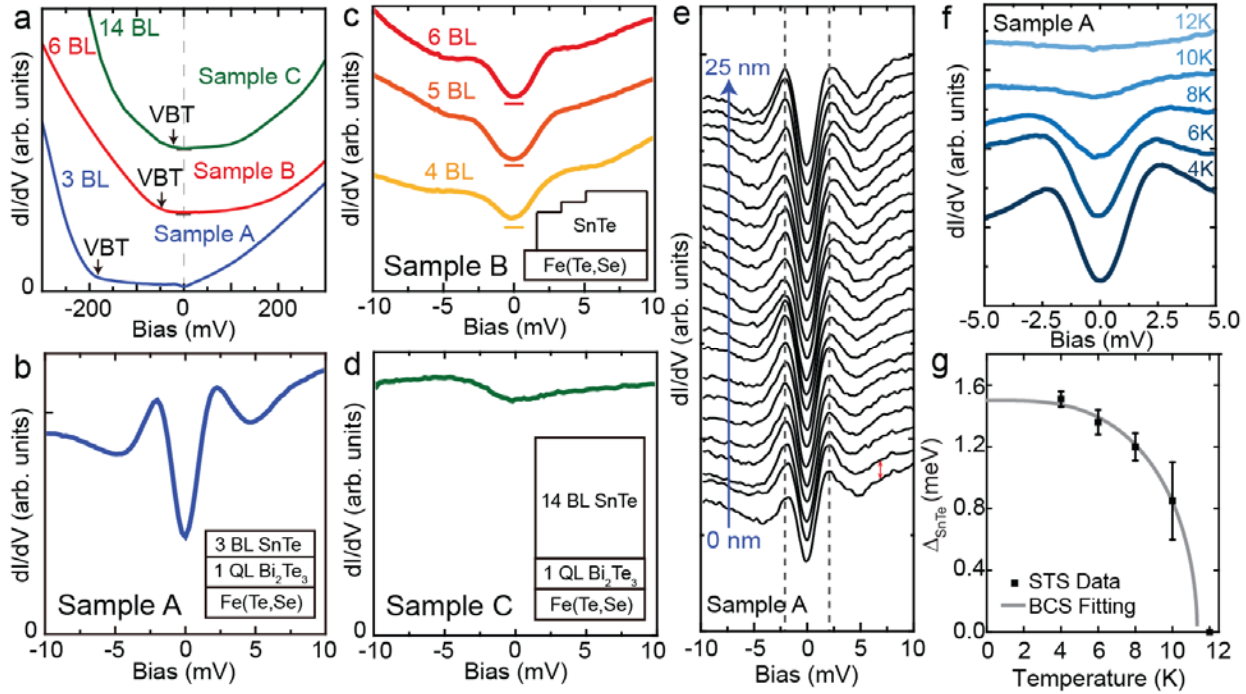 a
14 BL
6 BL
Sample C
VBT
VBT
3 BL
Sample B
VBT
Sample A
0
-200
0
200
Bias (mV)
dI/dV (arb. units)
b
3 BL SnTe
1 QL Bi₂Te₃
Fe(Te,Se)
Sample A
0
-10
-5
0
5
10
Bias (mV)
dI/dV (arb. units)
c
6 BL
5 BL
4 BL
SnTe
Fe(Te,Se)
Sample B
-10
-5
0
5
10
Bias (mV)
dI/dV (arb. units)
d
14 BL SnTe
1 QL Bi₂Te₃
Fe(Te,Se)
Sample C
0
-10
-5
0
5
10
Bias (mV)
dI/dV (arb. units)
e
25 nm
0 nm
Sample A
-10
-5
0
5
10
Bias (mV)
dI/dV (arb. units)
f
Sample A
12K
10K
8K
6K
4K
-5.0
-2.5
0.0
2.5
5.0
Bias (mV)
dI/dV (arb. units)
g
1.6
1.2
0.8
0.4
0.0
STS Data
BCS Fitting
0
2
4
6
8
10
12
Temperature (K)
Δ_SnTe (meV)